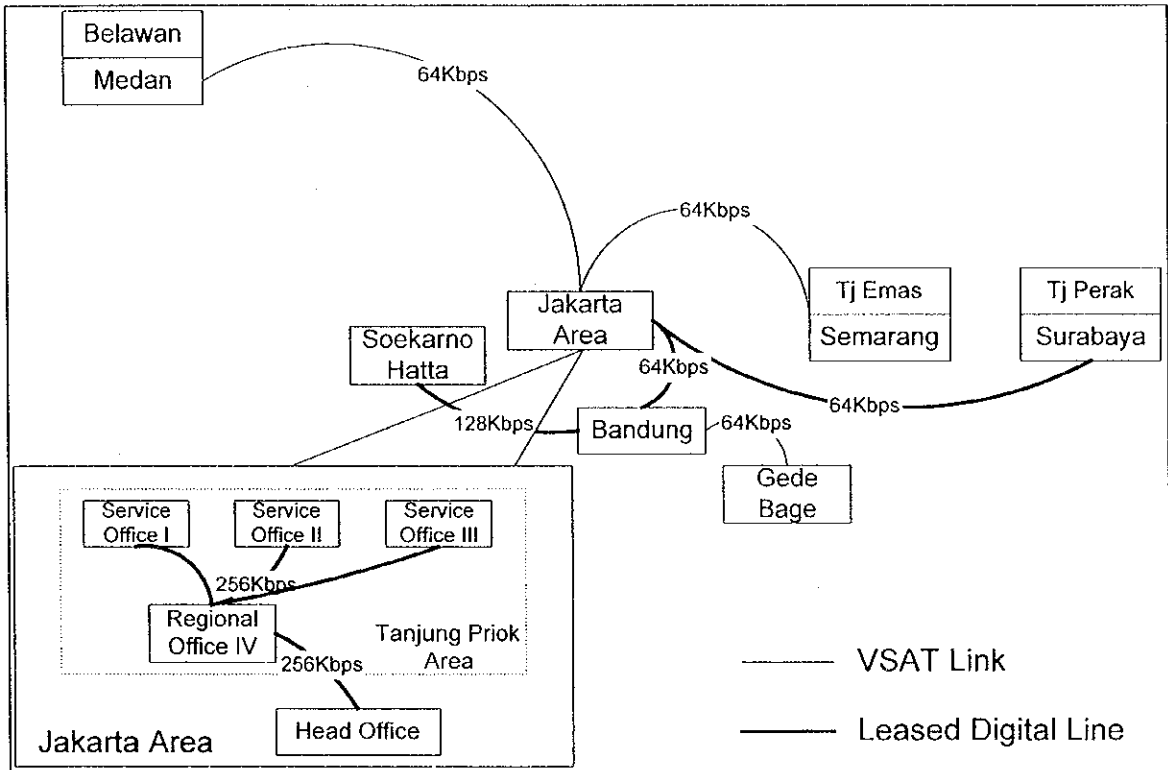 Belawan
Medan
64Kbps
64Kbps
Tj Emas
Semarang
Tj Perak
Surabaya
Jakarta
Area
Soekarno
Hatta
64Kbps
64Kbps
128Kbps
Bandung
64Kbps
Gede
Bage
Service
Office I
Service
Office II
Service
Office III
256Kbps
Regional
Office IV
Tanjung Priok
Area
256Kbps
Head Office
Jakarta Area
VSAT Link
Leased Digital Line